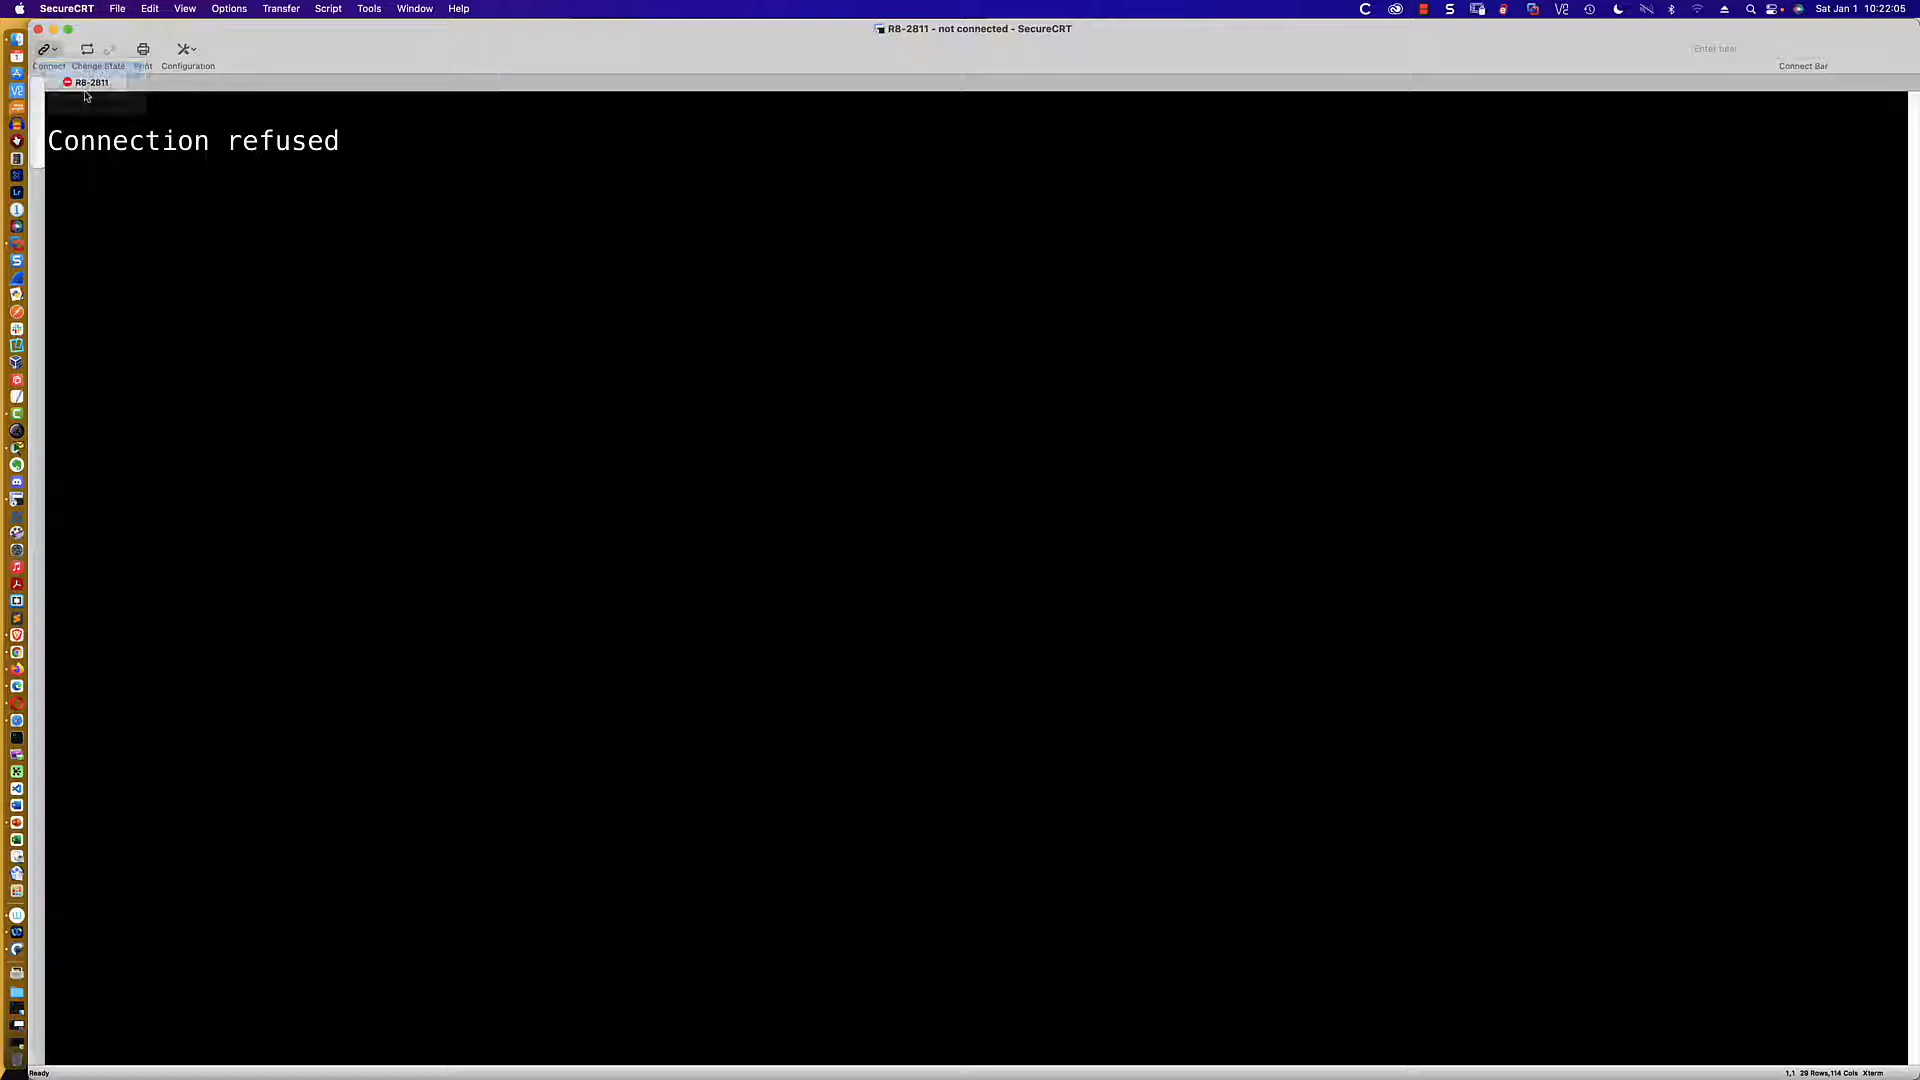 SecureCRT File Edit View Options Transfer Script Tools Window Help Sat Jan 1 10:22:05
R8-2811 - not connected - SecureCRT
Connect Change State Print Configuration Connect Bar
R8-2811
Connection refused
Ready 1,1 29 Rows,114 Cols Xterm